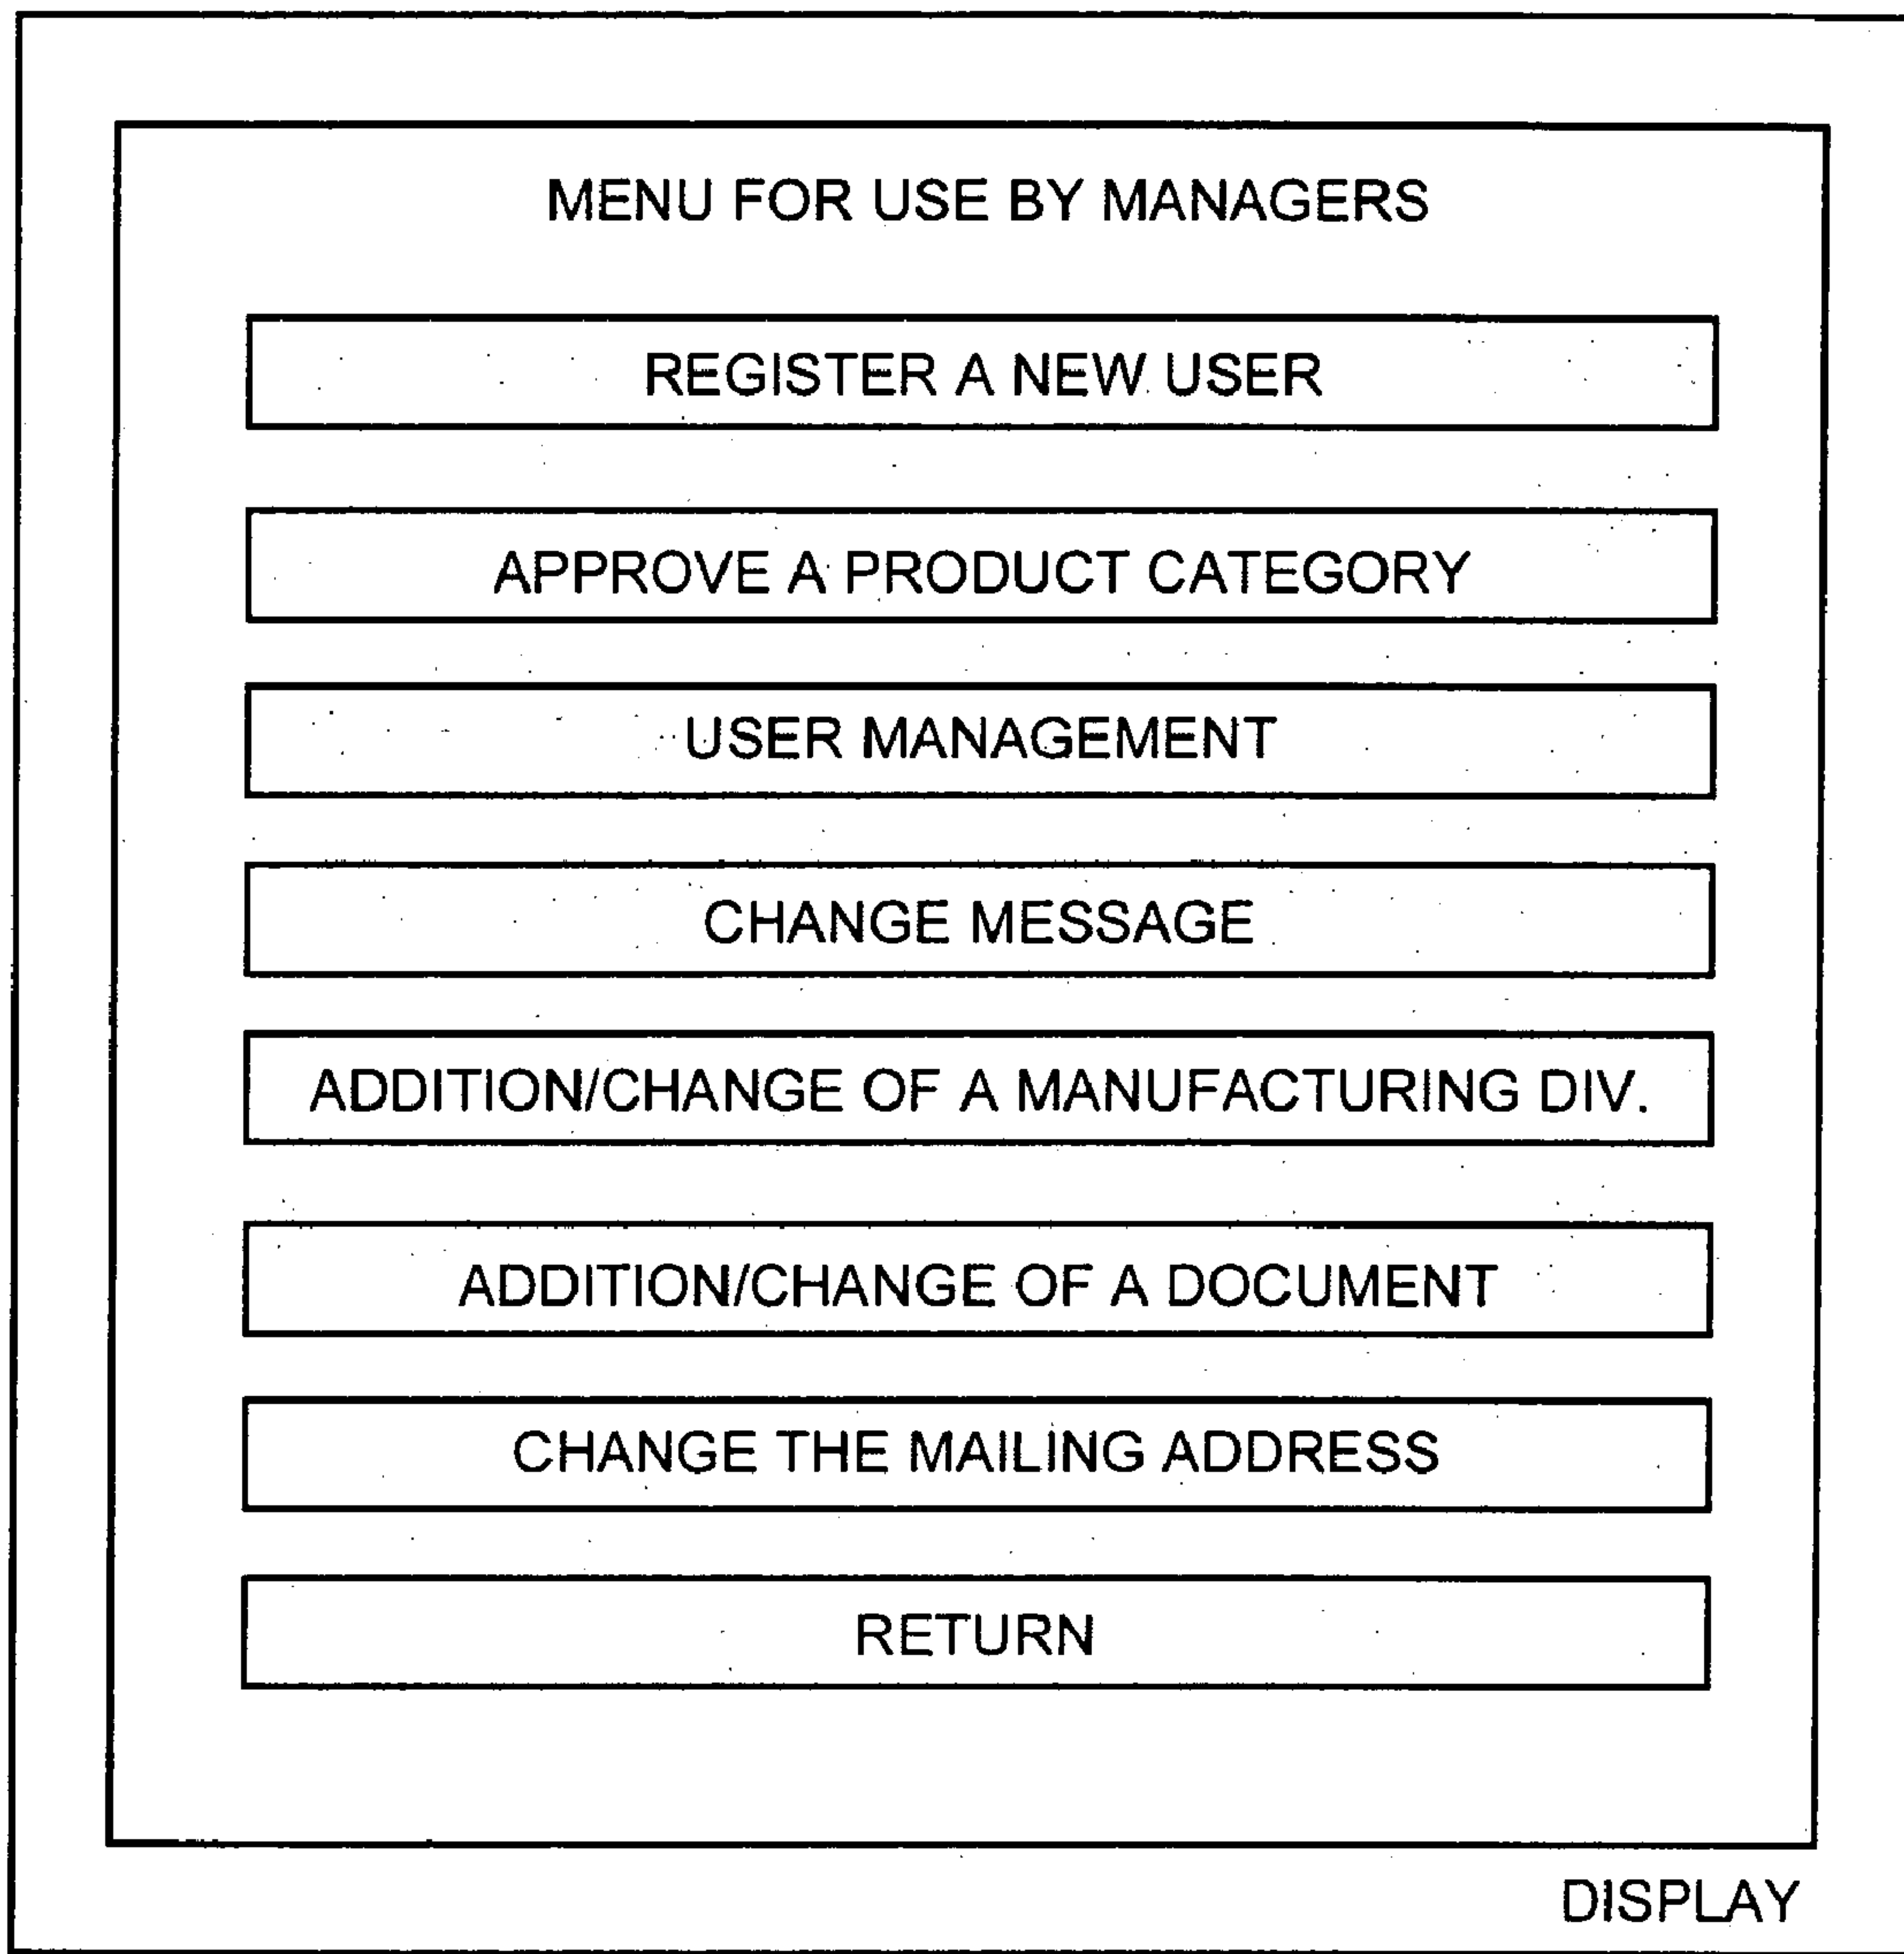 MENU FOR USE BY MANAGERS
REGISTER A NEW USER
APPROVE A PRODUCT CATEGORY
USER MANAGEMENT
CHANGE MESSAGE
ADDITION/CHANGE OF A MANUFACTURING DIV.
ADDITION/CHANGE OF A DOCUMENT
CHANGE THE MAILING ADDRESS
RETURN
DISPLAY